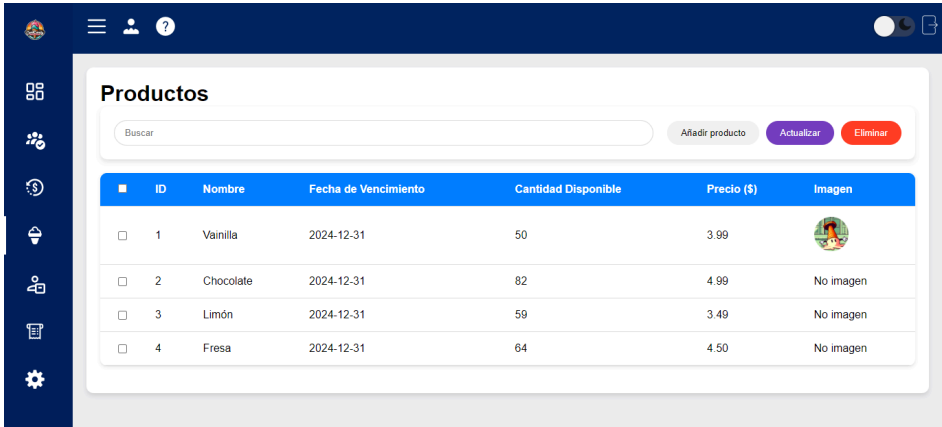 ?
Productos
Buscar Añadir producto Actualizar Eliminar
ID Nombre Fecha de Vencimiento Cantidad Disponible Precio ($) Imagen
1 Vainilla 2024-12-31 50 3.99
2 Chocolate 2024-12-31 82 4.99 No imagen
3 Limón 2024-12-31 59 3.49 No imagen
4 Fresa 2024-12-31 64 4.50 No imagen